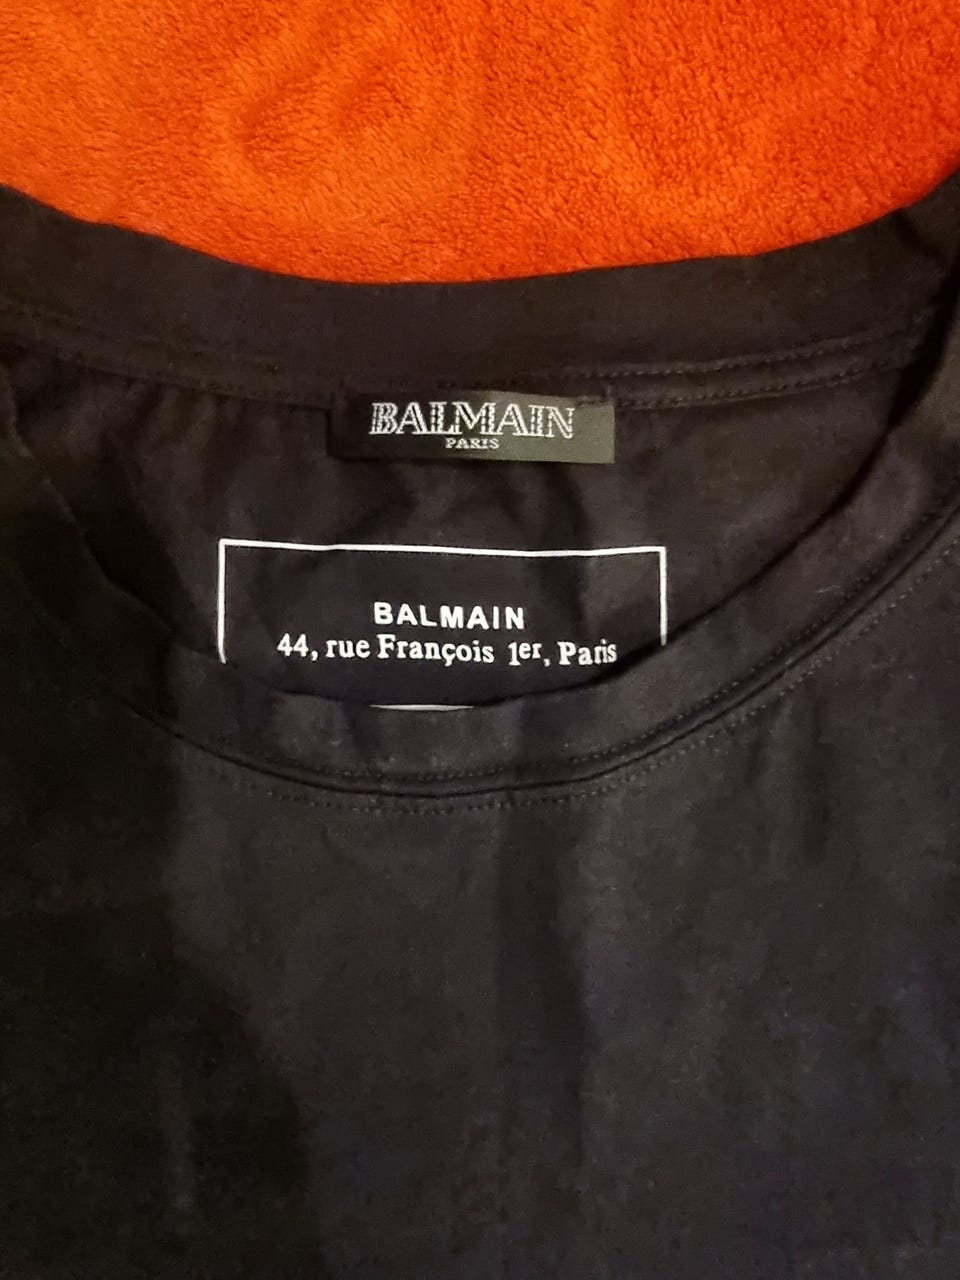 BALMAIN
PARIS
BALMAIN
44, rue François 1er, Paris